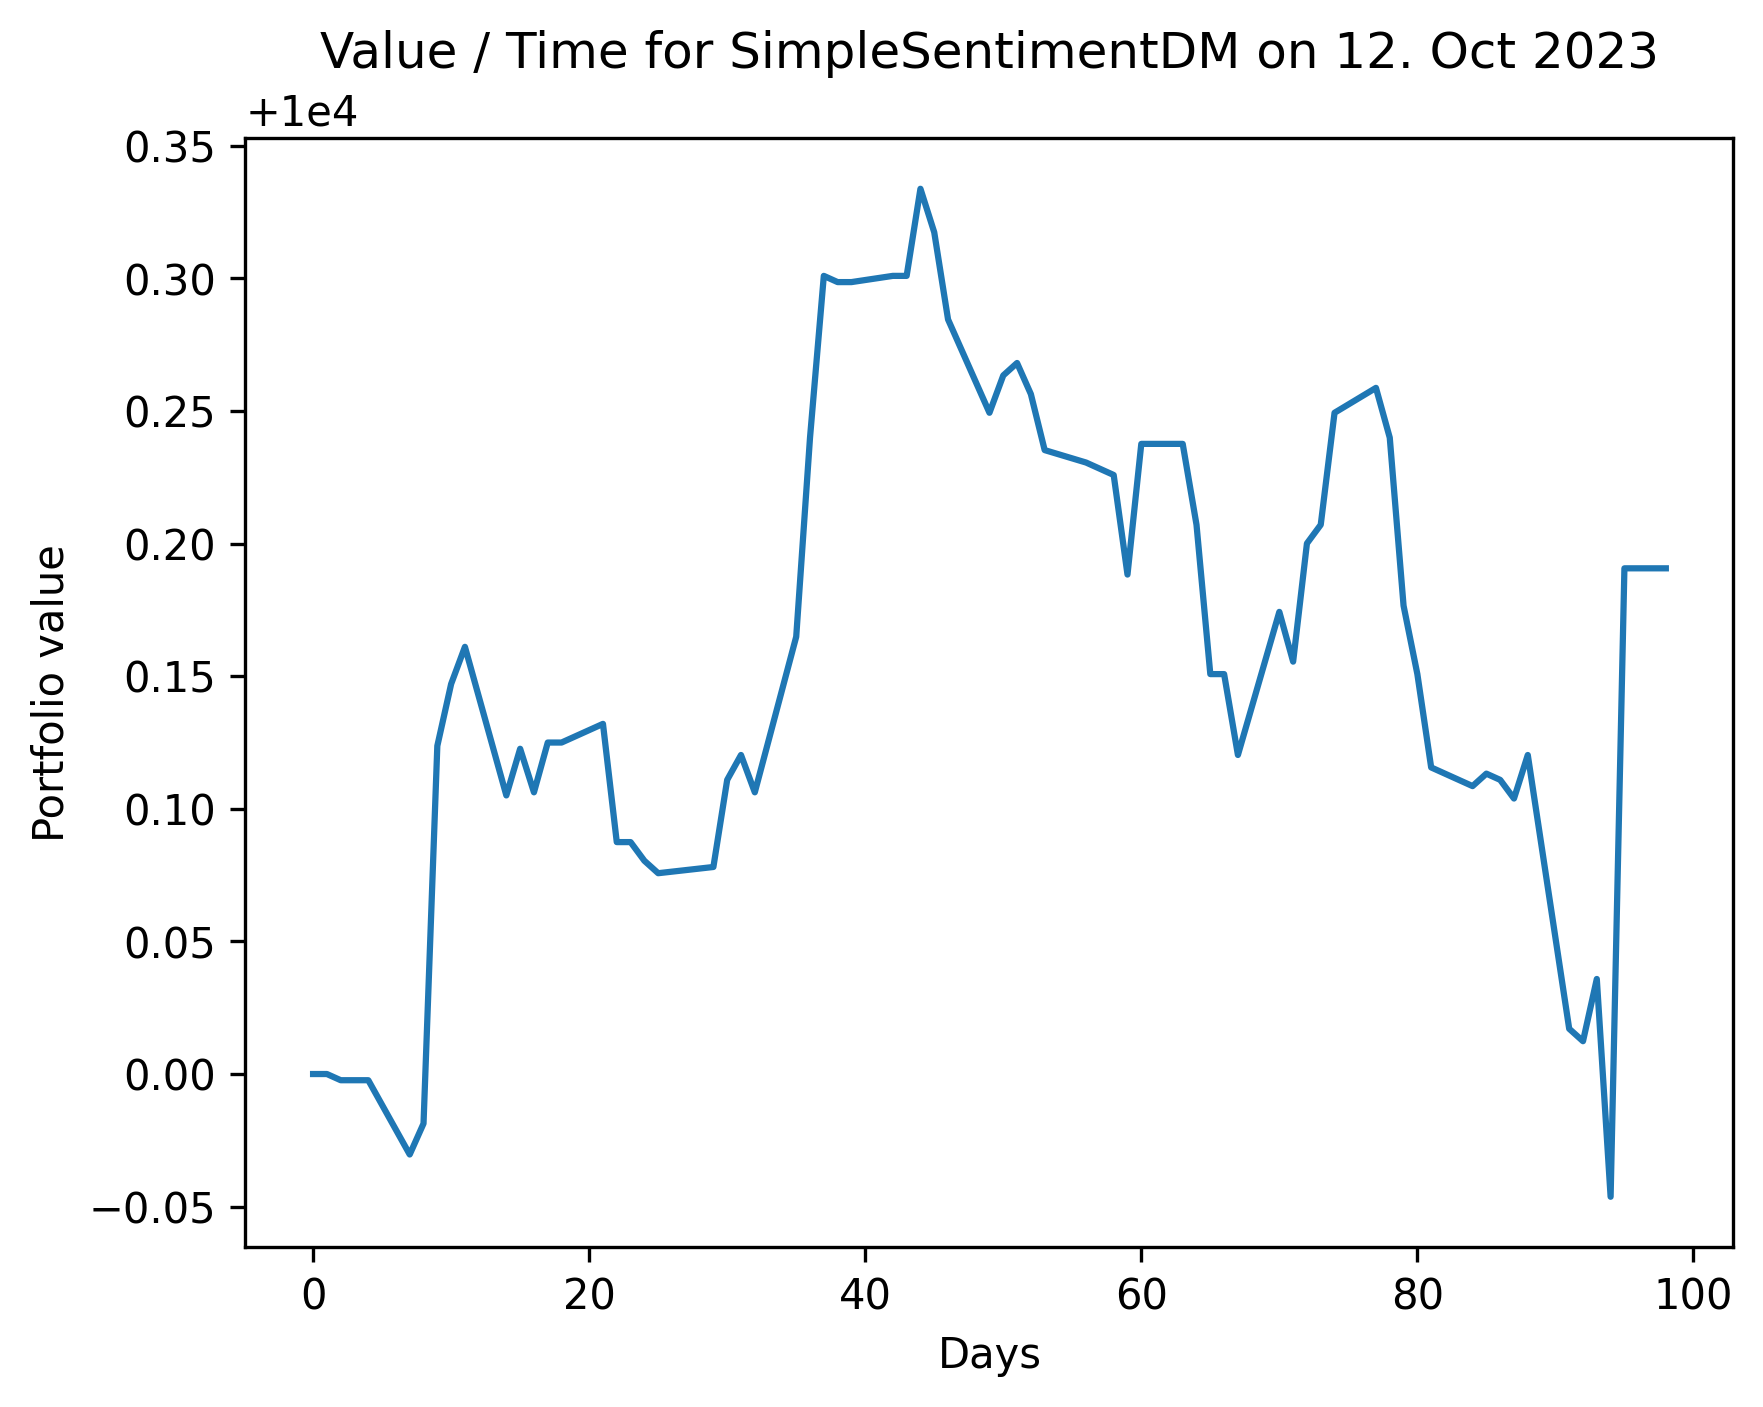 Value / Time for SimpleSentimentDM on 12. Oct 2023
+1e4
0.35
0.30
0.25
0.20
0.15
0.10
0.05
0.00
−0.05
Portfolio value
0 20 40 60 80 100
Days